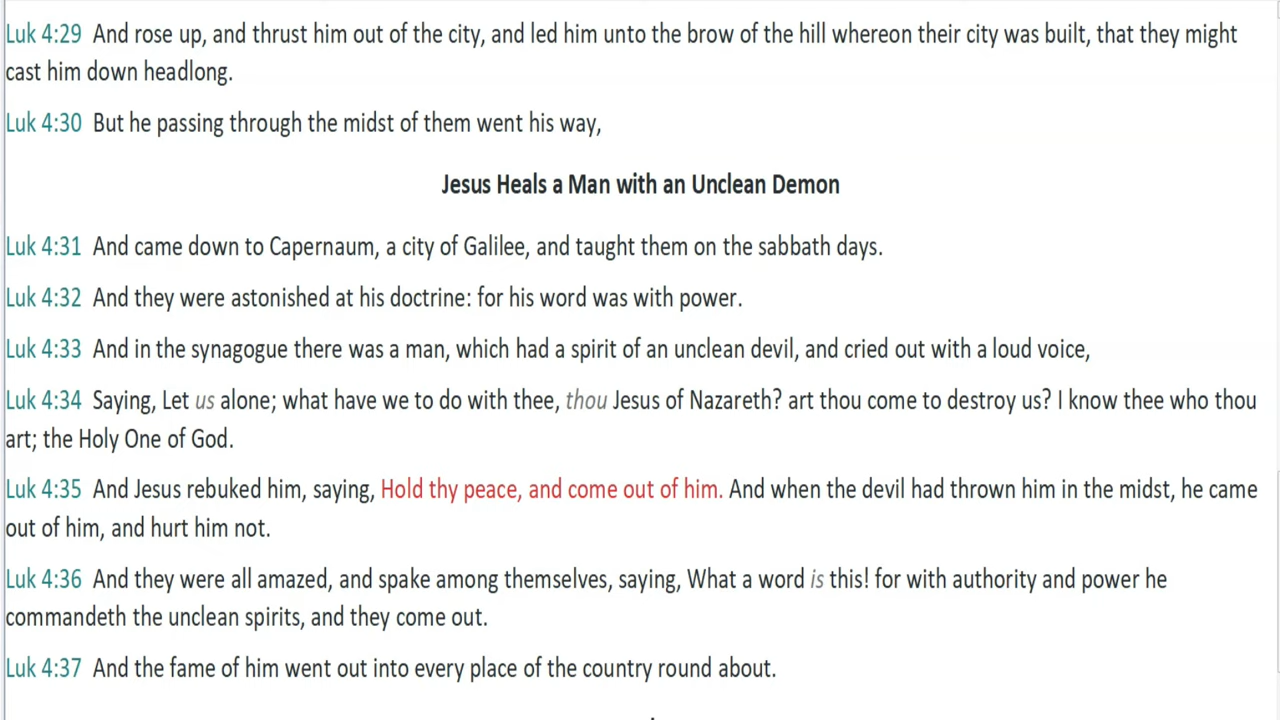 Luk 4:29 And rose up, and thrust him out of the city, and led him unto the brow of the hill whereon their city was built, that they might
cast him down headlong.
Luk 4:30 But he passing through the midst of them went his way,
Jesus Heals a Man with an Unclean Demon
Luk 4:31 And came down to Capernaum, a city of Galilee, and taught them on the sabbath days.
Luk 4:32 And they were astonished at his doctrine: for his word was with power.
Luk 4:33 And in the synagogue there was a man, which had a spirit of an unclean devil, and cried out with a loud voice,
Luk 4:34 Saying, Let us alone; what have we to do with thee, thou Jesus of Nazareth? art thou come to destroy us? I know thee who thou
art; the Holy One of God.
Luk 4:35 And Jesus rebuked him, saying, Hold thy peace, and come out of him. And when the devil had thrown him in the midst, he came
out of him, and hurt him not.
Luk 4:36 And they were all amazed, and spake among themselves, saying, What a word is this! for with authority and power he
commandeth the unclean spirits, and they come out.
Luk 4:37 And the fame of him went out into every place of the country round about.